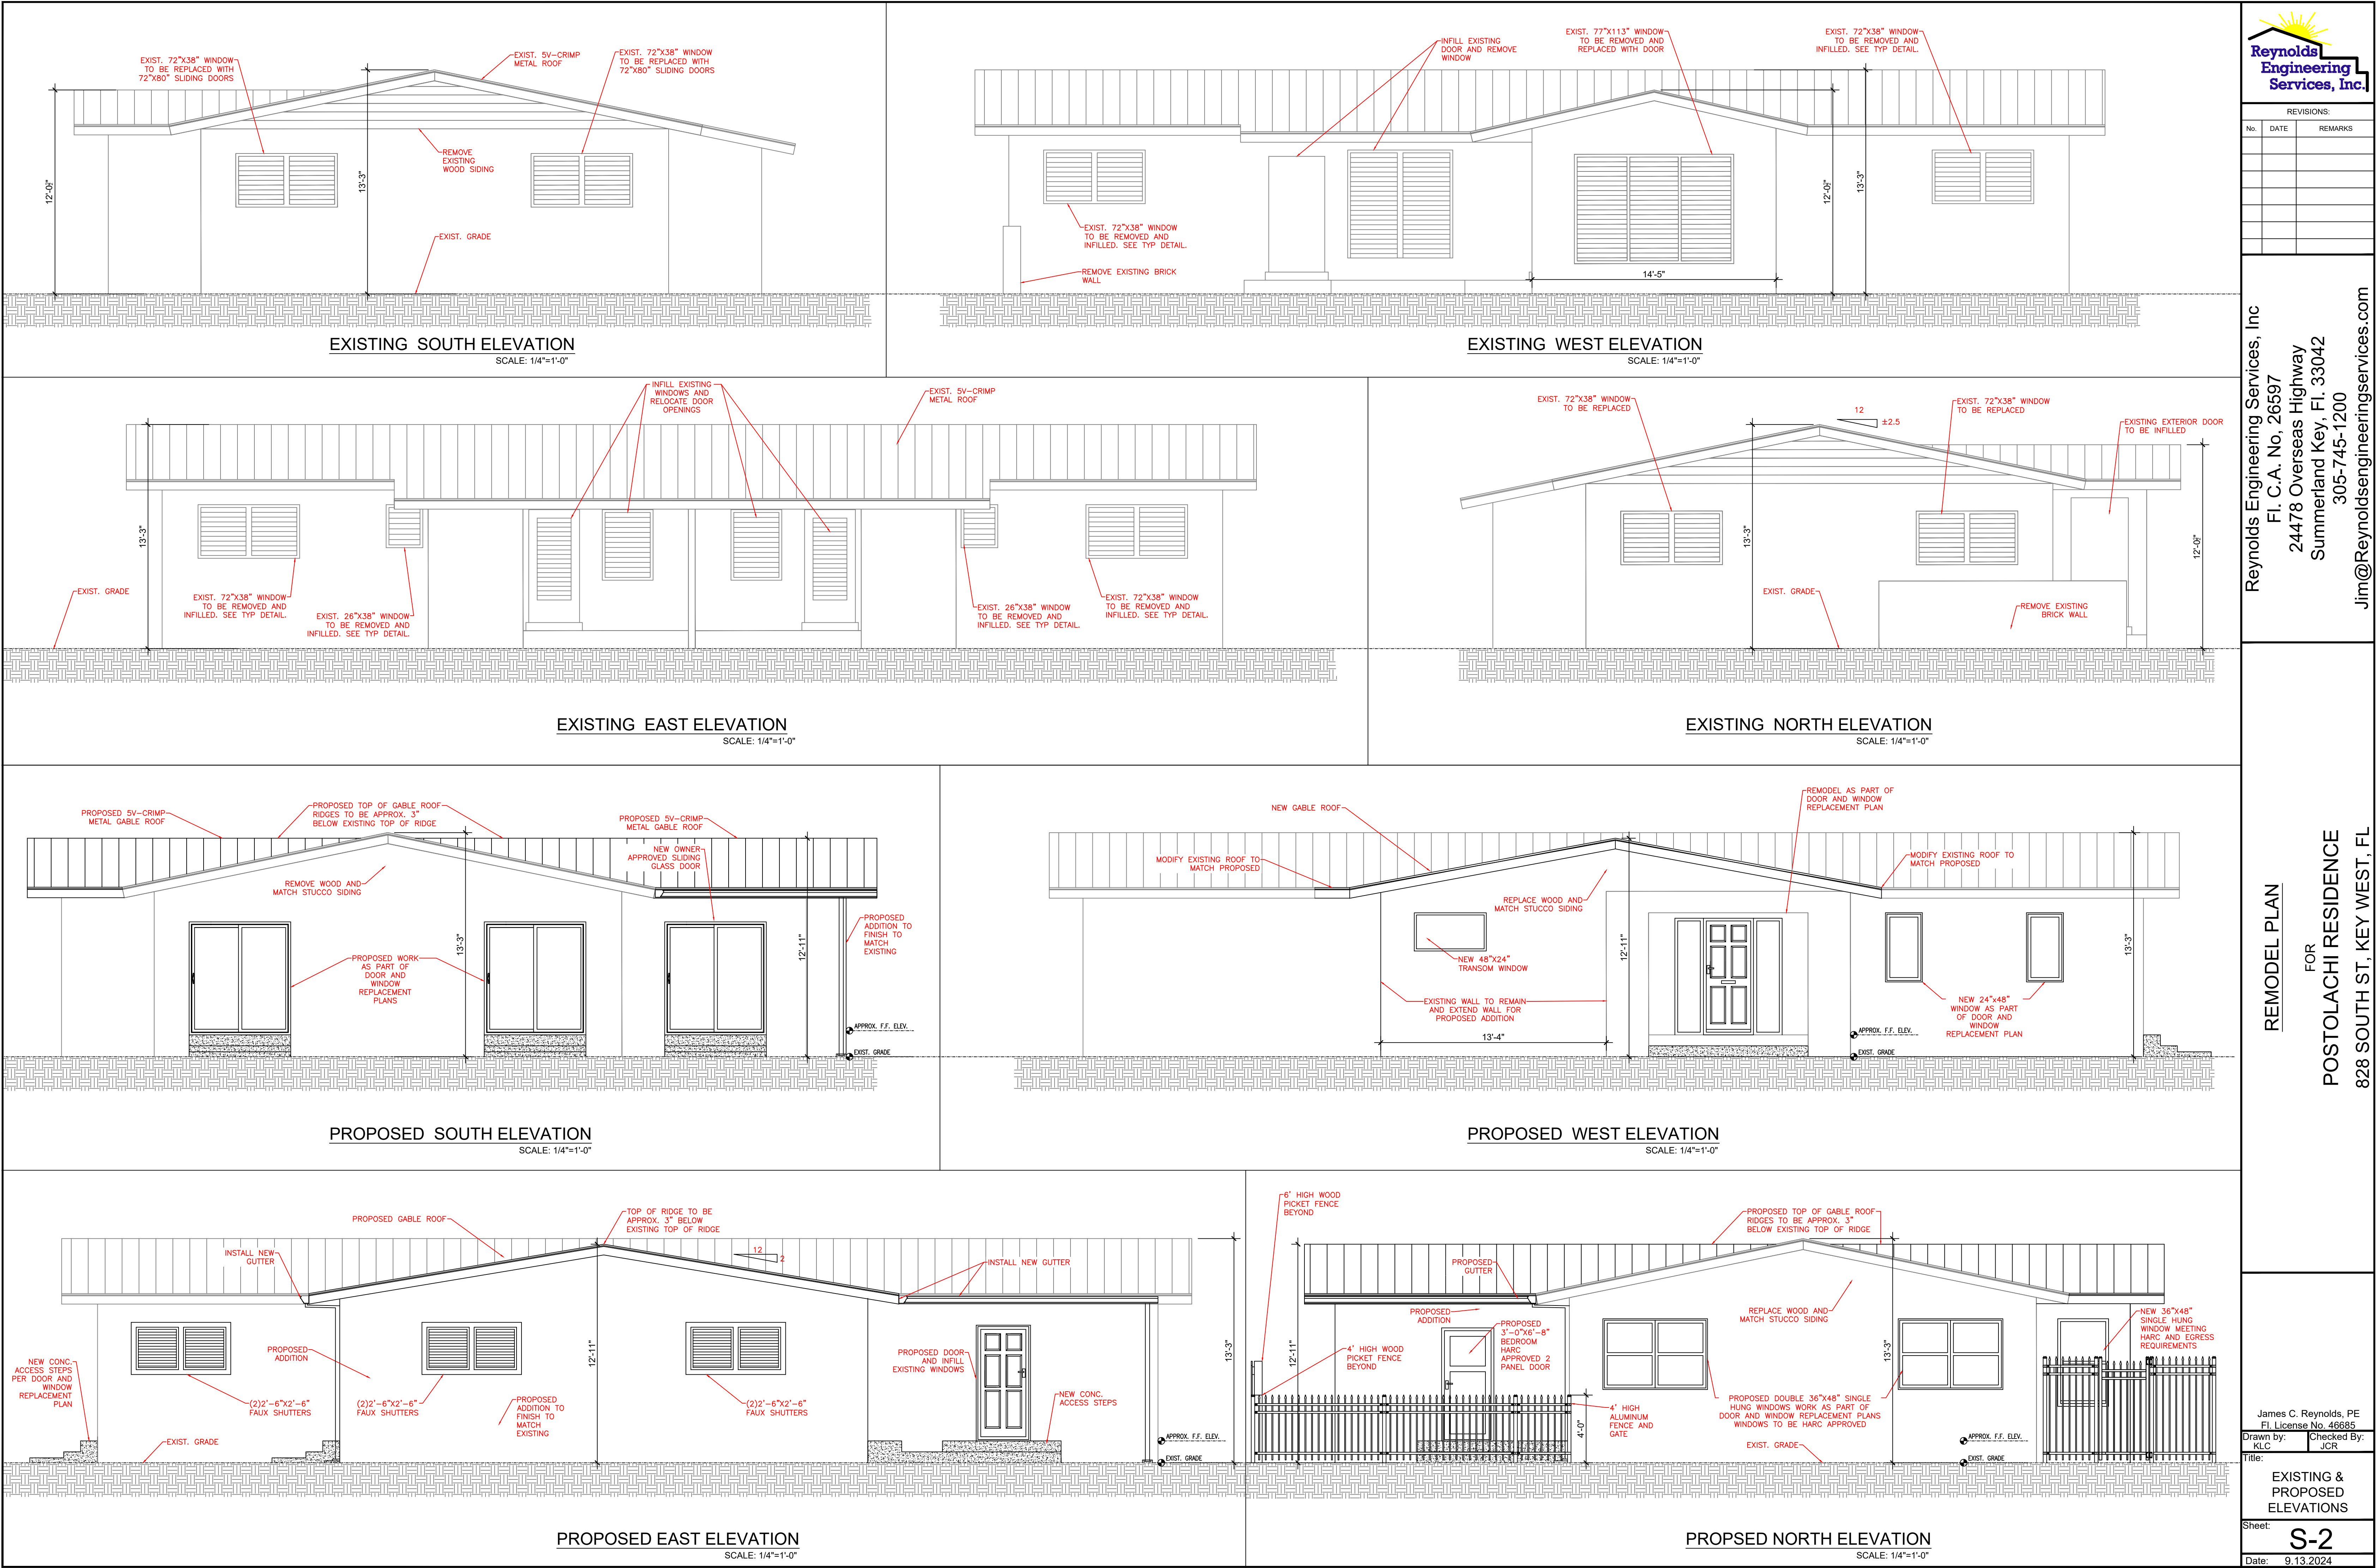 EXIST. 72"X38" WINDOW
TO BE REPLACED WITH
72"X80" SLIDING DOORS
EXIST. 5V-CRIMP
METAL ROOF
EXIST. 72"X38" WINDOW
TO BE REPLACED WITH
72"X80" SLIDING DOORS
REMOVE
EXISTING
WOOD SIDING
12'-0½"
13'-3"
EXIST. GRADE
EXISTING SOUTH ELEVATION
SCALE: 1/4"=1'-0"
INFILL EXISTING
DOOR AND REMOVE
WINDOW
EXIST. 77"X113" WINDOW
TO BE REMOVED AND
REPLACED WITH DOOR
EXIST. 72"X38" WINDOW
TO BE REMOVED AND
INFILLED. SEE TYP DETAIL.
EXIST. 72"X38" WINDOW
TO BE REMOVED AND
INFILLED. SEE TYP DETAIL.
REMOVE EXISTING BRICK
WALL
14'-5"
12'-0½"
13'-3"
EXISTING WEST ELEVATION
SCALE: 1/4"=1'-0"
INFILL EXISTING
WINDOWS AND
RELOCATE DOOR
OPENINGS
EXIST. 5V-CRIMP
METAL ROOF
13'-3"
EXIST. GRADE
EXIST. 72"X38" WINDOW
TO BE REMOVED AND
INFILLED. SEE TYP DETAIL.
EXIST. 26"X38" WINDOW
TO BE REMOVED AND
INFILLED. SEE TYP DETAIL.
EXIST. 26"X38" WINDOW
TO BE REMOVED AND
INFILLED. SEE TYP DETAIL.
EXIST. 72"X38" WINDOW
TO BE REMOVED AND
INFILLED. SEE TYP DETAIL.
EXISTING EAST ELEVATION
SCALE: 1/4"=1'-0"
EXIST. 72"X38" WINDOW
TO BE REPLACED
12
±2.5
EXIST. 72"X38" WINDOW
TO BE REPLACED
EXISTING EXTERIOR DOOR
TO BE INFILLED
13'-3"
12'-0½"
EXIST. GRADE
REMOVE EXISTING
BRICK WALL
EXISTING NORTH ELEVATION
SCALE: 1/4"=1'-0"
PROPOSED 5V-CRIMP
METAL GABLE ROOF
PROPOSED TOP OF GABLE ROOF
RIDGES TO BE APPROX. 3"
BELOW EXISTING TOP OF RIDGE
PROPOSED 5V-CRIMP
METAL GABLE ROOF
NEW OWNER
APPROVED SLIDING
GLASS DOOR
REMOVE WOOD AND
MATCH STUCCO SIDING
PROPOSED
ADDITION TO
FINISH TO
MATCH
EXISTING
PROPOSED WORK
AS PART OF
DOOR AND
WINDOW
REPLACEMENT
PLANS
13'-3"
12'-11"
APPROX. F.F. ELEV.
EXIST. GRADE
PROPOSED SOUTH ELEVATION
SCALE: 1/4"=1'-0"
NEW GABLE ROOF
REMODEL AS PART OF
DOOR AND WINDOW
REPLACEMENT PLAN
MODIFY EXISTING ROOF TO
MATCH PROPOSED
MODIFY EXISTING ROOF TO
MATCH PROPOSED
REPLACE WOOD AND
MATCH STUCCO SIDING
NEW 48"X24"
TRANSOM WINDOW
EXISTING WALL TO REMAIN
AND EXTEND WALL FOR
PROPOSED ADDITION
13'-4"
12'-11"
13'-3"
NEW 24"x48"
WINDOW AS PART
OF DOOR AND
WINDOW
REPLACEMENT PLAN
APPROX. F.F. ELEV.
EXIST. GRADE
PROPOSED WEST ELEVATION
SCALE: 1/4"=1'-0"
PROPOSED GABLE ROOF
TOP OF RIDGE TO BE
APPROX. 3" BELOW
EXISTING TOP OF RIDGE
12
2
INSTALL NEW
GUTTER
INSTALL NEW GUTTER
PROPOSED
ADDITION
NEW CONC.
ACCESS STEPS
PER DOOR AND
WINDOW
REPLACEMENT
PLAN
(2)2'-6"X2'-6"
FAUX SHUTTERS
(2)2'-6"X2'-6"
FAUX SHUTTERS
PROPOSED
ADDITION TO
FINISH TO
MATCH
EXISTING
12'-11"
(2)2'-6"X2'-6"
FAUX SHUTTERS
PROPOSED DOOR
AND INFILL
EXISTING WINDOWS
NEW CONC.
ACCESS STEPS
13'-3"
EXIST. GRADE
APPROX. F.F. ELEV.
EXIST. GRADE
PROPOSED EAST ELEVATION
SCALE: 1/4"=1'-0"
6' HIGH WOOD
PICKET FENCE
BEYOND
PROPOSED TOP OF GABLE ROOF
RIDGES TO BE APPROX. 3"
BELOW EXISTING TOP OF RIDGE
PROPOSED
GUTTER
PROPOSED
ADDITION
REPLACE WOOD AND
MATCH STUCCO SIDING
NEW 36"X48"
SINGLE HUNG
WINDOW MEETING
HARC AND EGRESS
REQUIREMENTS
12'-11"
4' HIGH WOOD
PICKET FENCE
BEYOND
PROPOSED
3'-0"X6'-8"
BEDROOM
HARC
APPROVED 2
PANEL DOOR
13'-3"
4'-0"
4' HIGH
ALUMINUM
FENCE AND
GATE
PROPOSED DOUBLE 36"X48" SINGLE
HUNG WINDOWS WORK AS PART OF
DOOR AND WINDOW REPLACEMENT PLANS
WINDOWS TO BE HARC APPROVED
EXIST. GRADE
APPROX. F.F. ELEV.
EXIST. GRADE
PROPSED NORTH ELEVATION
SCALE: 1/4"=1'-0"
Reynolds
Engineering
Services, Inc.
REVISIONS:
No. DATE REMARKS
Reynolds Engineering Services, Inc
Fl. C.A. No, 26597
24478 Overseas Highway
Summerland Key, Fl. 33042
305-745-1200
Jim@Reynoldsengineeringservices.com
REMODEL PLAN
FOR
POSTOLACHI RESIDENCE
828 SOUTH ST, KEY WEST, FL
James C. Reynolds, PE
Fl. License No. 46685
Drawn by: Checked By:
KLC JCR
Title:
EXISTING &
PROPOSED
ELEVATIONS
Sheet:
S-2
Date: 9.13.2024